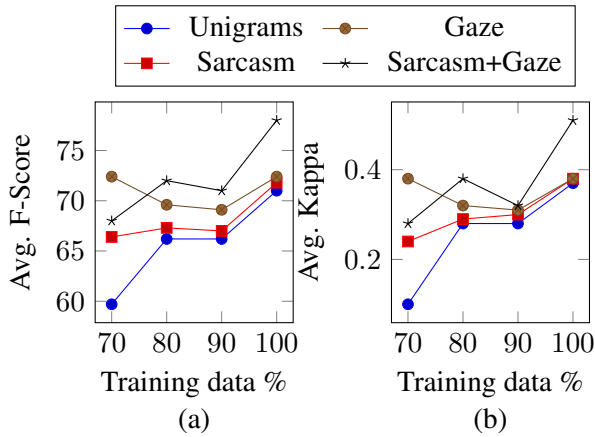 Unigrams Gaze
Sarcasm Sarcasm+Gaze
75
70
65
60
Avg. F-Score
70 80 90 100
Training data %
(a)
0.4
0.2
Avg. Kappa
70 80 90 100
Training data %
(b)